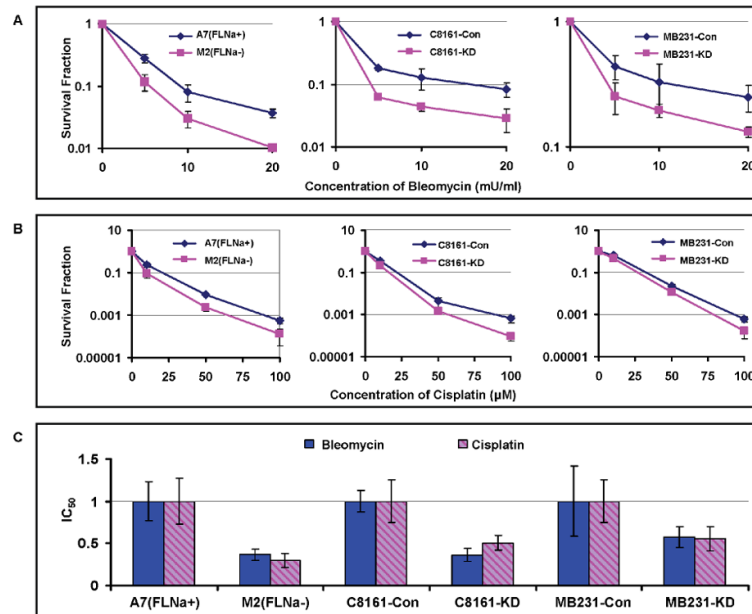 A
Survival Fraction
1
0.1
0.01
0 10 20
A7(FLNa+)
M2(FLNa-)
1
0.1
0.01
0 10 20
C8161-Con
C8161-KD
1
0.1
0 10 20
MB231-Con
MB231-KD
Concentration of Bleomycin (mU/ml)
B
Survival Fraction
10
0.1
0.001
0.00001
0 25 50 75 100
A7(FLNa+)
M2(FLNa-)
10
0.1
0.001
0.00001
0 25 50 75 100
C8161-Con
C8161-KD
10
0.1
0.001
0.00001
0 25 50 75 100
MB231-Con
MB231-KD
Concentration of Cisplatin (µM)
C
Bleomycin Cisplatin
IC50
1.5
1
0.5
0
A7(FLNa+) M2(FLNa-) C8161-Con C8161-KD MB231-Con MB231-KD